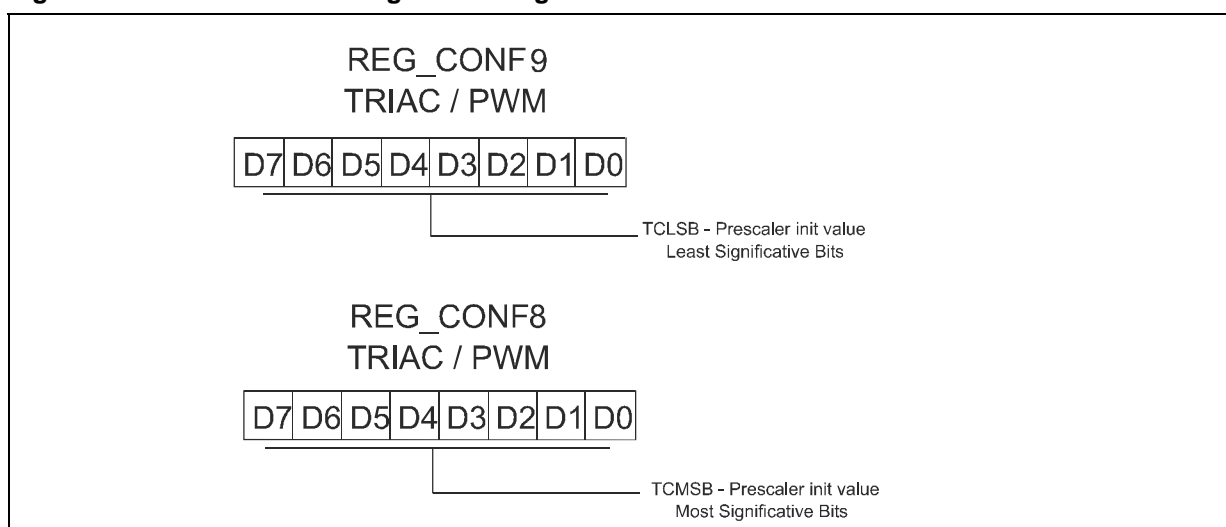 REG_CONF9
TRIAC / PWM
D7 D6 D5 D4 D3 D2 D1 D0
TCLSB - Prescaler init value
Least Significative Bits
REG_CONF8
TRIAC / PWM
D7 D6 D5 D4 D3 D2 D1 D0
TCMSB - Prescaler init value
Most Significative Bits